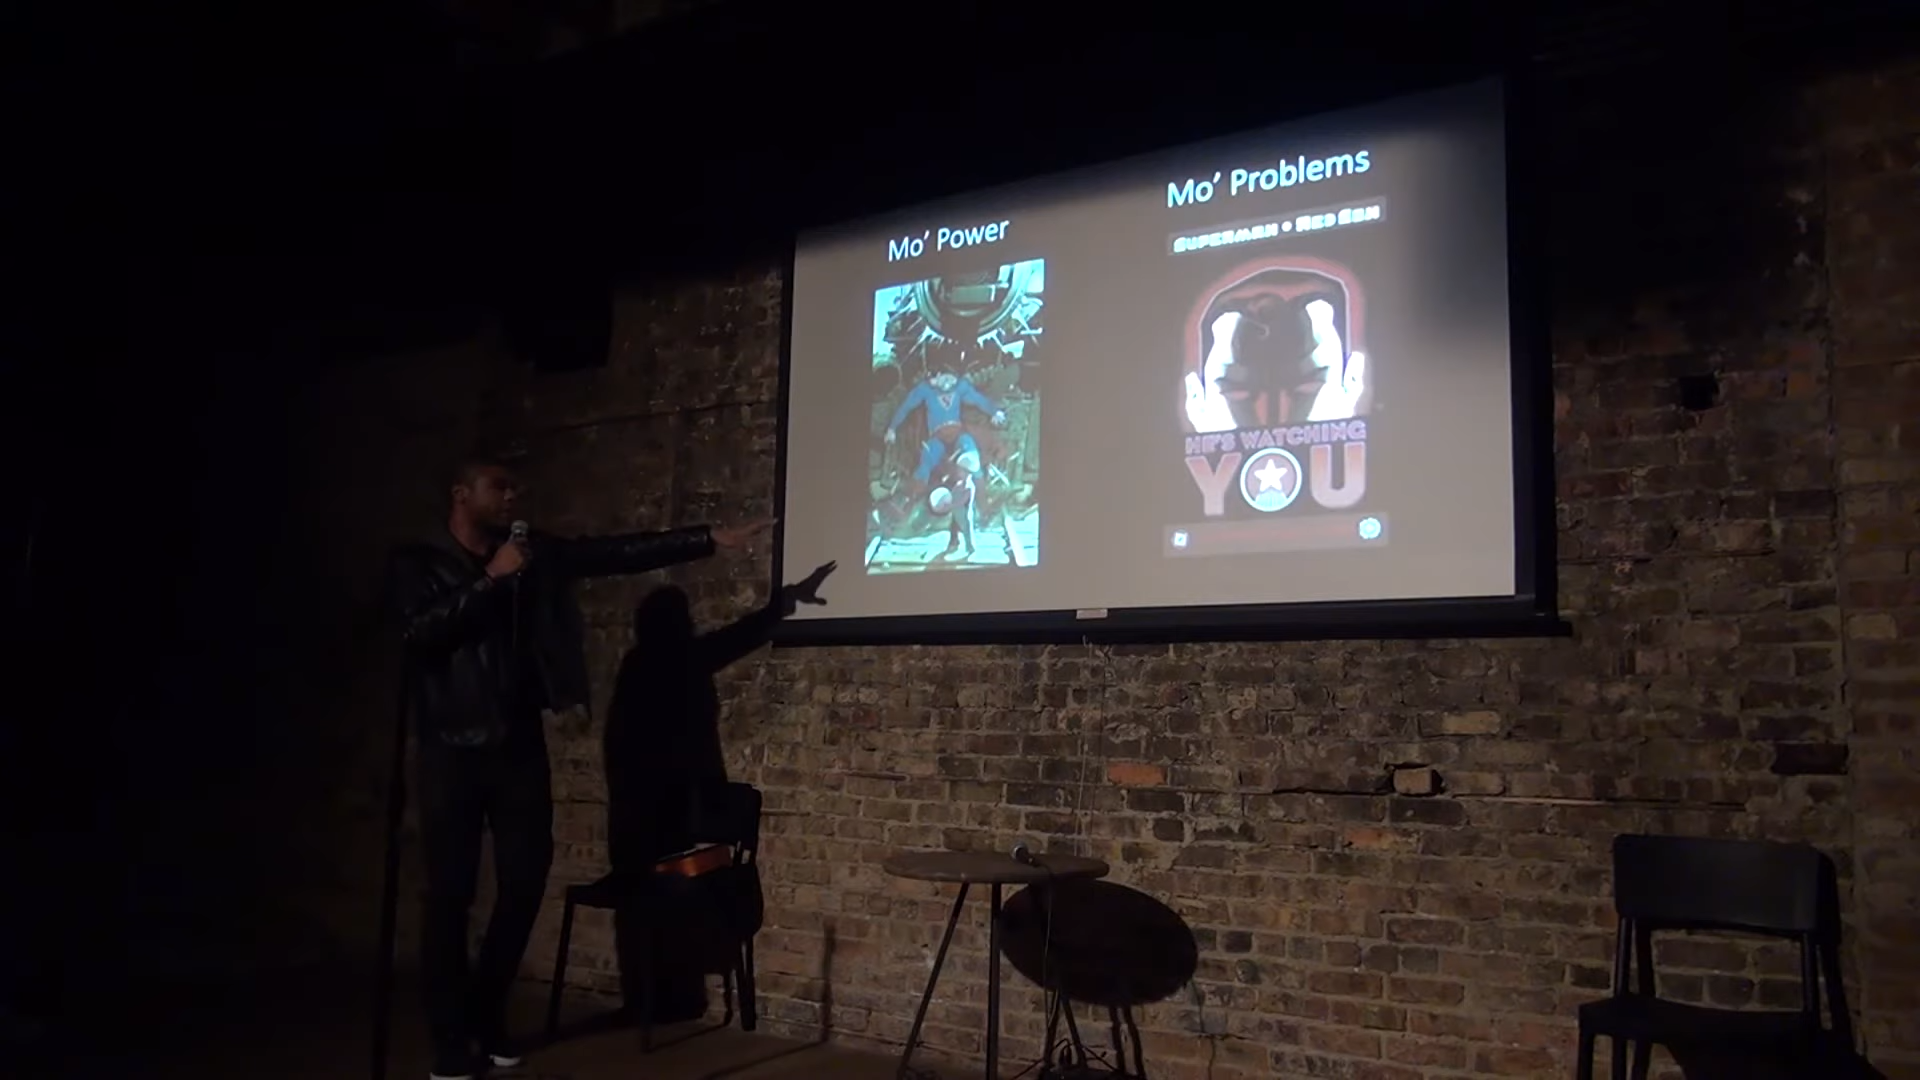 Mo' Power
Mo' Problems
SUPERMAN • RED SON
HE'S WATCHING
YOU